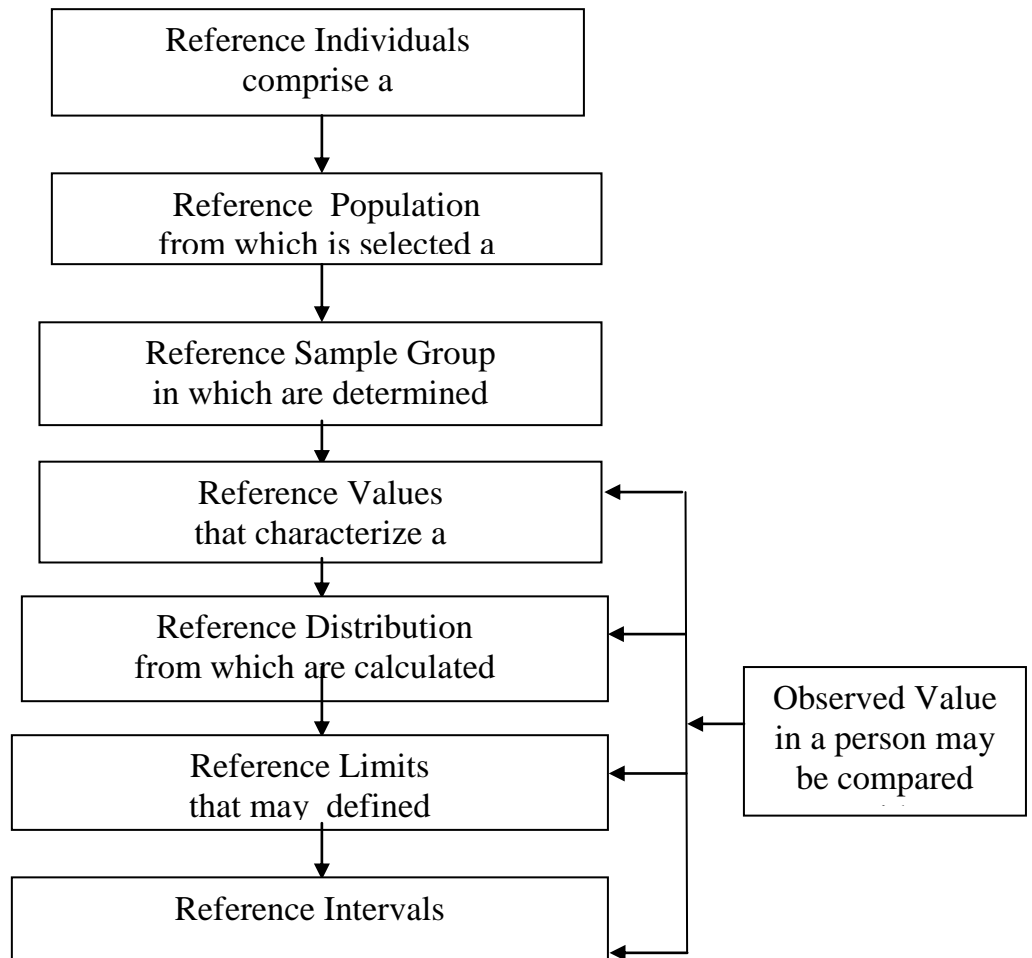 Reference Individuals
comprise a
Reference Population
from which is selected a
Reference Sample Group
in which are determined
Reference Values
that characterize a
Reference Distribution
from which are calculated
Reference Limits
that may defined
Reference Intervals
Observed Value
in a person may
be compared